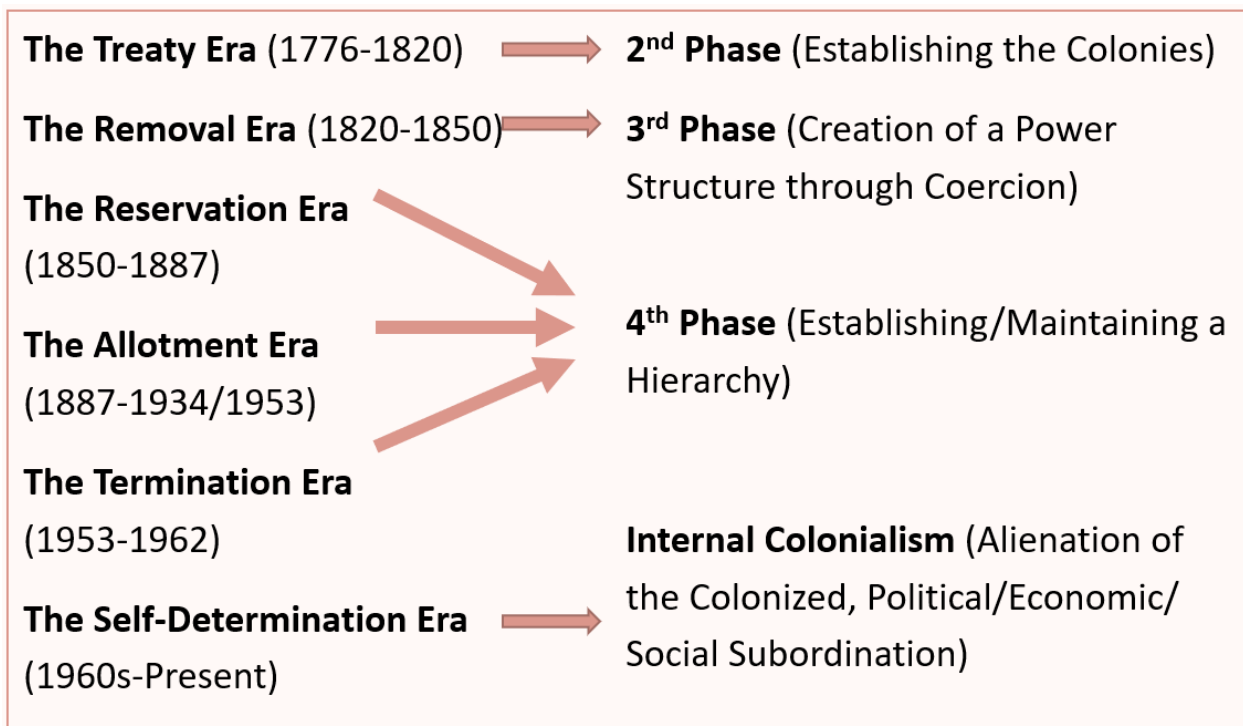 The Treaty Era (1776-1820)
The Removal Era (1820-1850)
The Reservation Era
(1850-1887)
The Allotment Era
(1887-1934/1953)
The Termination Era
(1953-1962)
The Self-Determination Era
(1960s-Present)
2nd Phase (Establishing the Colonies)
3rd Phase (Creation of a Power
Structure through Coercion)
4th Phase (Establishing/Maintaining a
Hierarchy)
Internal Colonialism (Alienation of
the Colonized, Political/Economic/
Social Subordination)